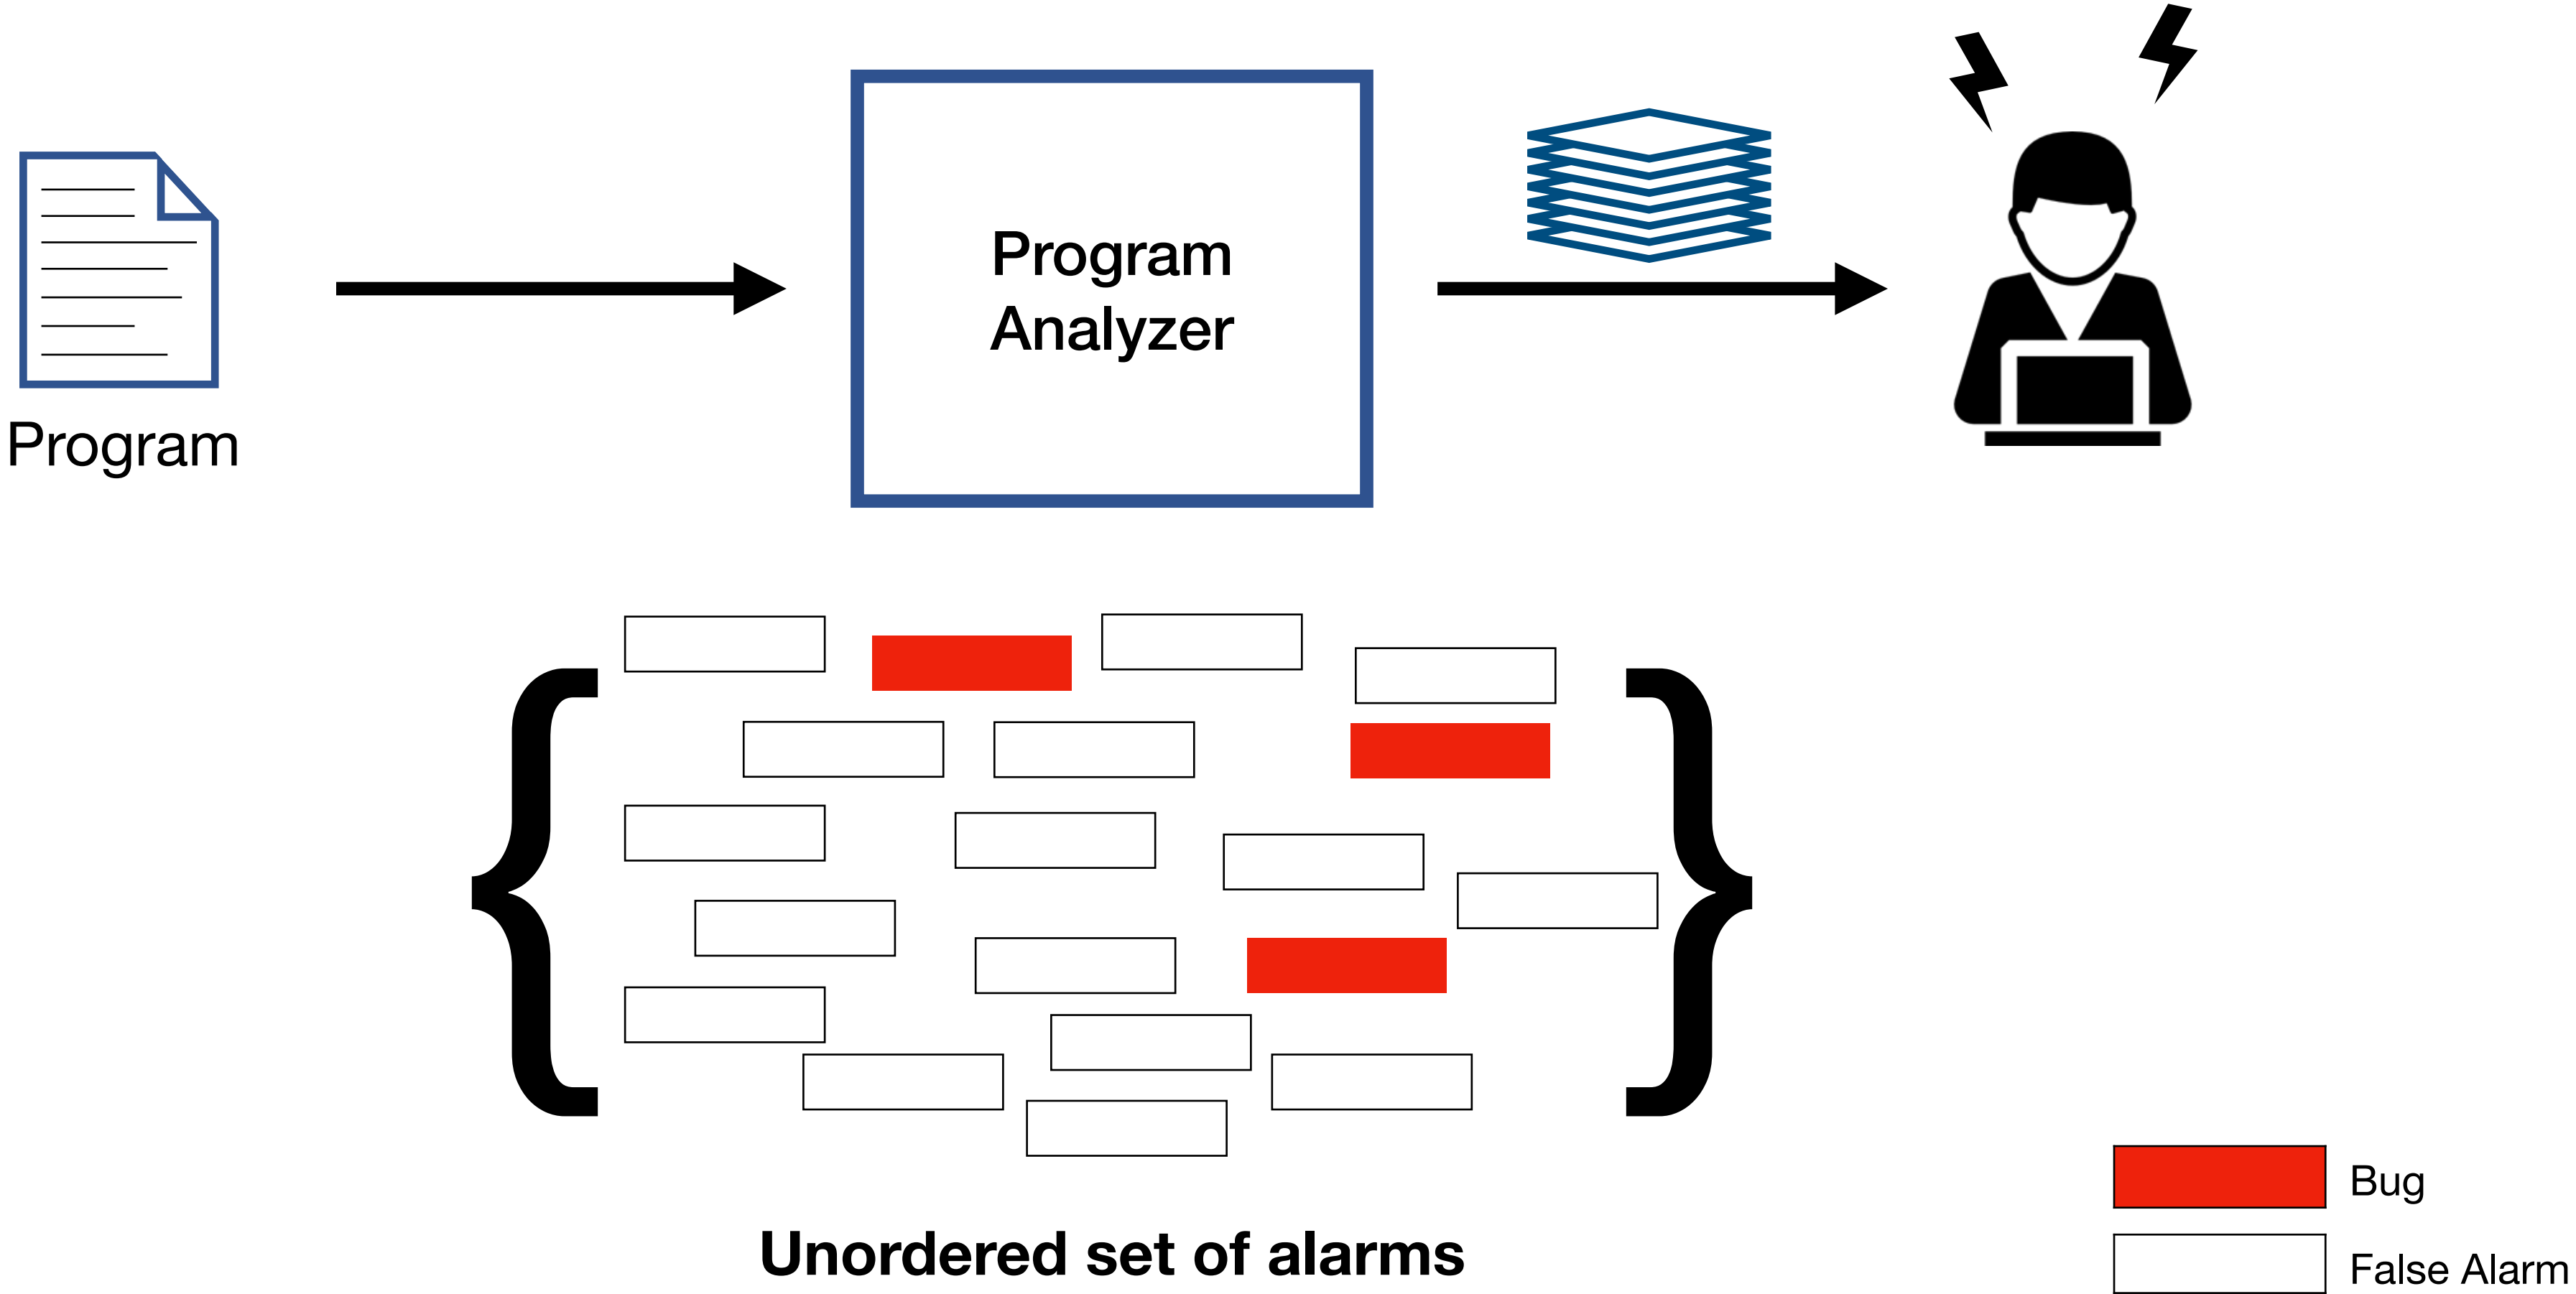 Program
Analyzer
Program
Unordered set of alarms
Bug
False Alarm